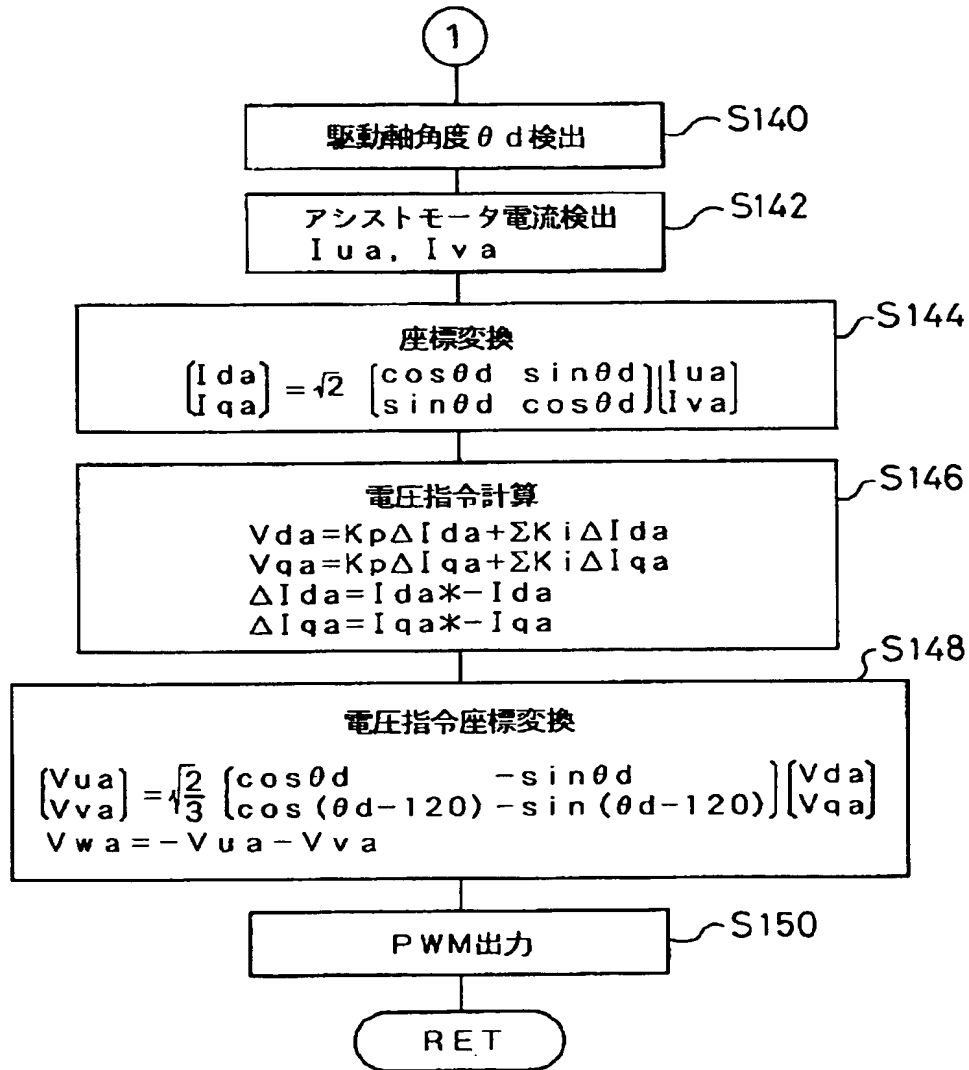 1
駆動軸角度θd検出
S140
アシストモータ電流検出
Iua, Iva
S142
座標変換
[Ida] = √2 [cosθd sinθd][Iua]
[Iqa] [sinθd cosθd][Iva]
S144
電圧指令計算
Vda=KpΔIda+ΣKiΔIda
Vqa=KpΔIqa+ΣKiΔIqa
ΔIda=Ida*-Ida
ΔIqa=Iqa*-Iqa
S146
電圧指令座標変換
[Vua] = √2/3 [cosθd -sinθd][Vda]
[Vva] [cos(θd-120) -sin(θd-120)][Vqa]
Vwa=-Vua-Vva
S148
PWM出力
S150
RET